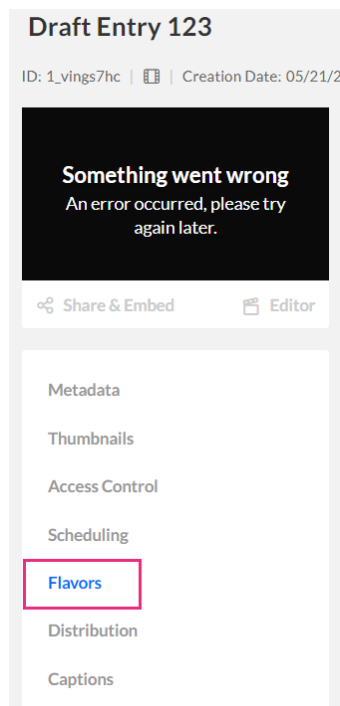 Draft Entry 123
ID: 1_vings7hc | | Creation Date: 05/21/2
Something went wrong
An error occurred, please try
again later.
Share & Embed Editor
Metadata
Thumbnails
Access Control
Scheduling
Flavors
Distribution
Captions